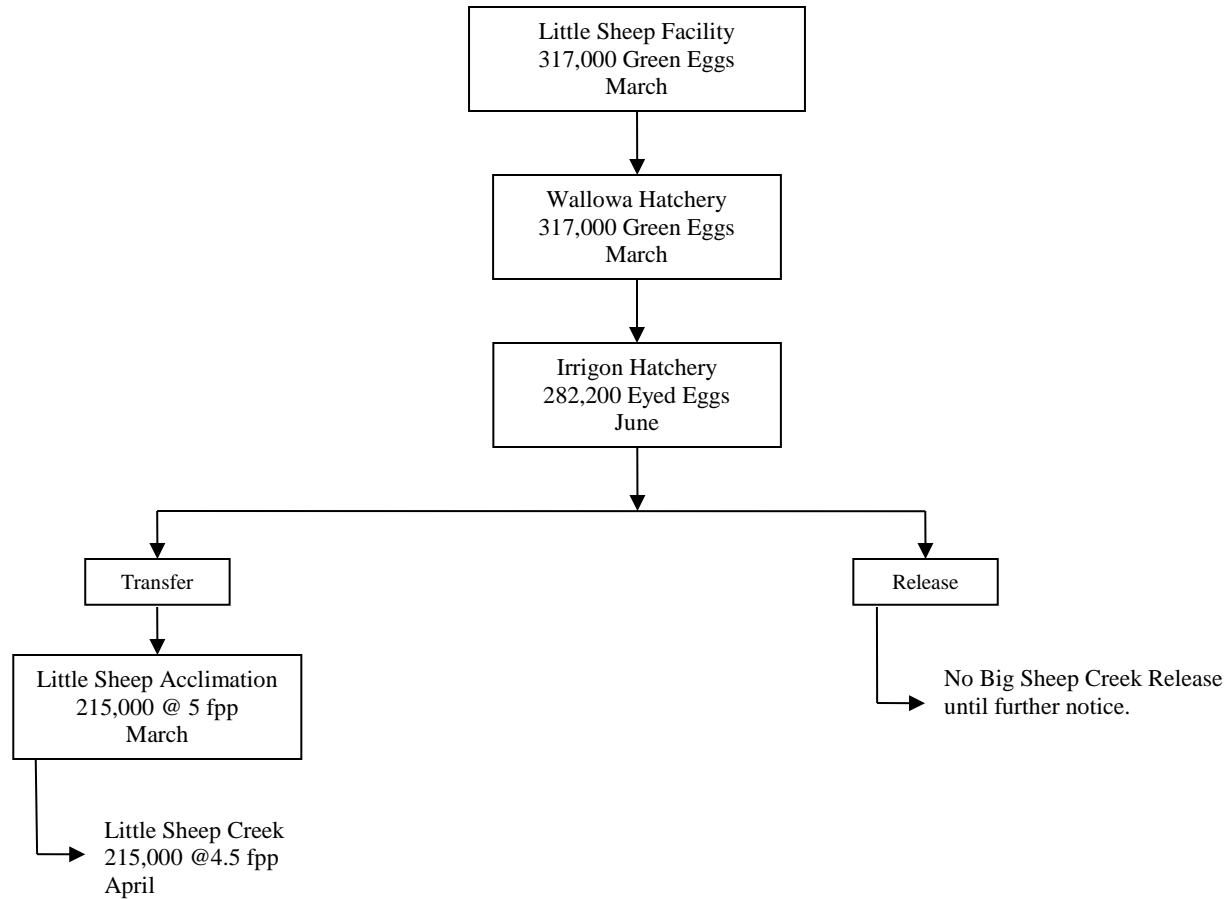 Little Sheep Facility
317,000 Green Eggs
March
Wallowa Hatchery
317,000 Green Eggs
March
Irrigon Hatchery
282,200 Eyed Eggs
June
Transfer
Release
Little Sheep Acclimation
215,000 @ 5 fpp
March
No Big Sheep Creek Release
until further notice.
Little Sheep Creek
215,000 @4.5 fpp
April